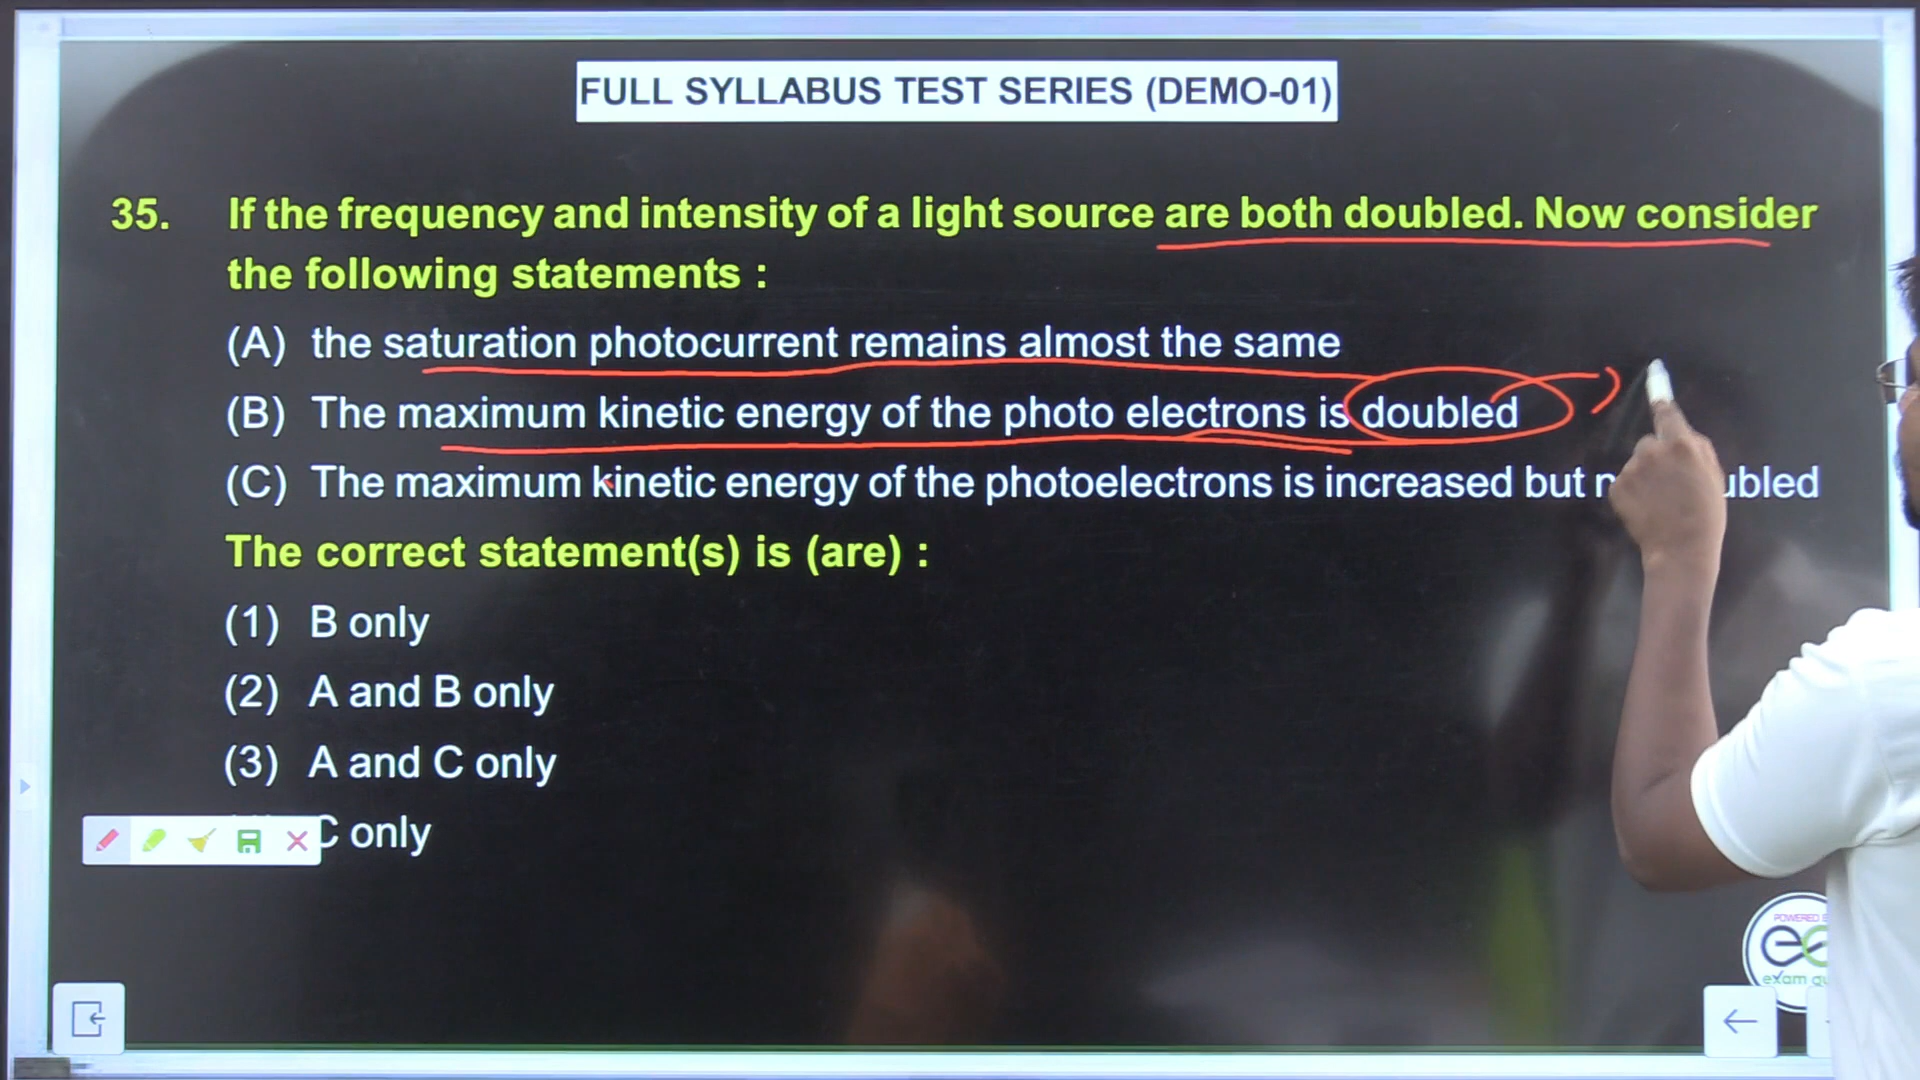 FULL SYLLABUS TEST SERIES (DEMO-01)
35. If the frequency and intensity of a light source are both doubled. Now consider
the following statements :
(A) the saturation photocurrent remains almost the same
(B) The maximum kinetic energy of the photo electrons is doubled
(C) The maximum kinetic energy of the photoelectrons is increased but
The correct statement(s) is (are) :
(1) B only
(2) A and B only
(3) A and C only
C only
POWERED
exam